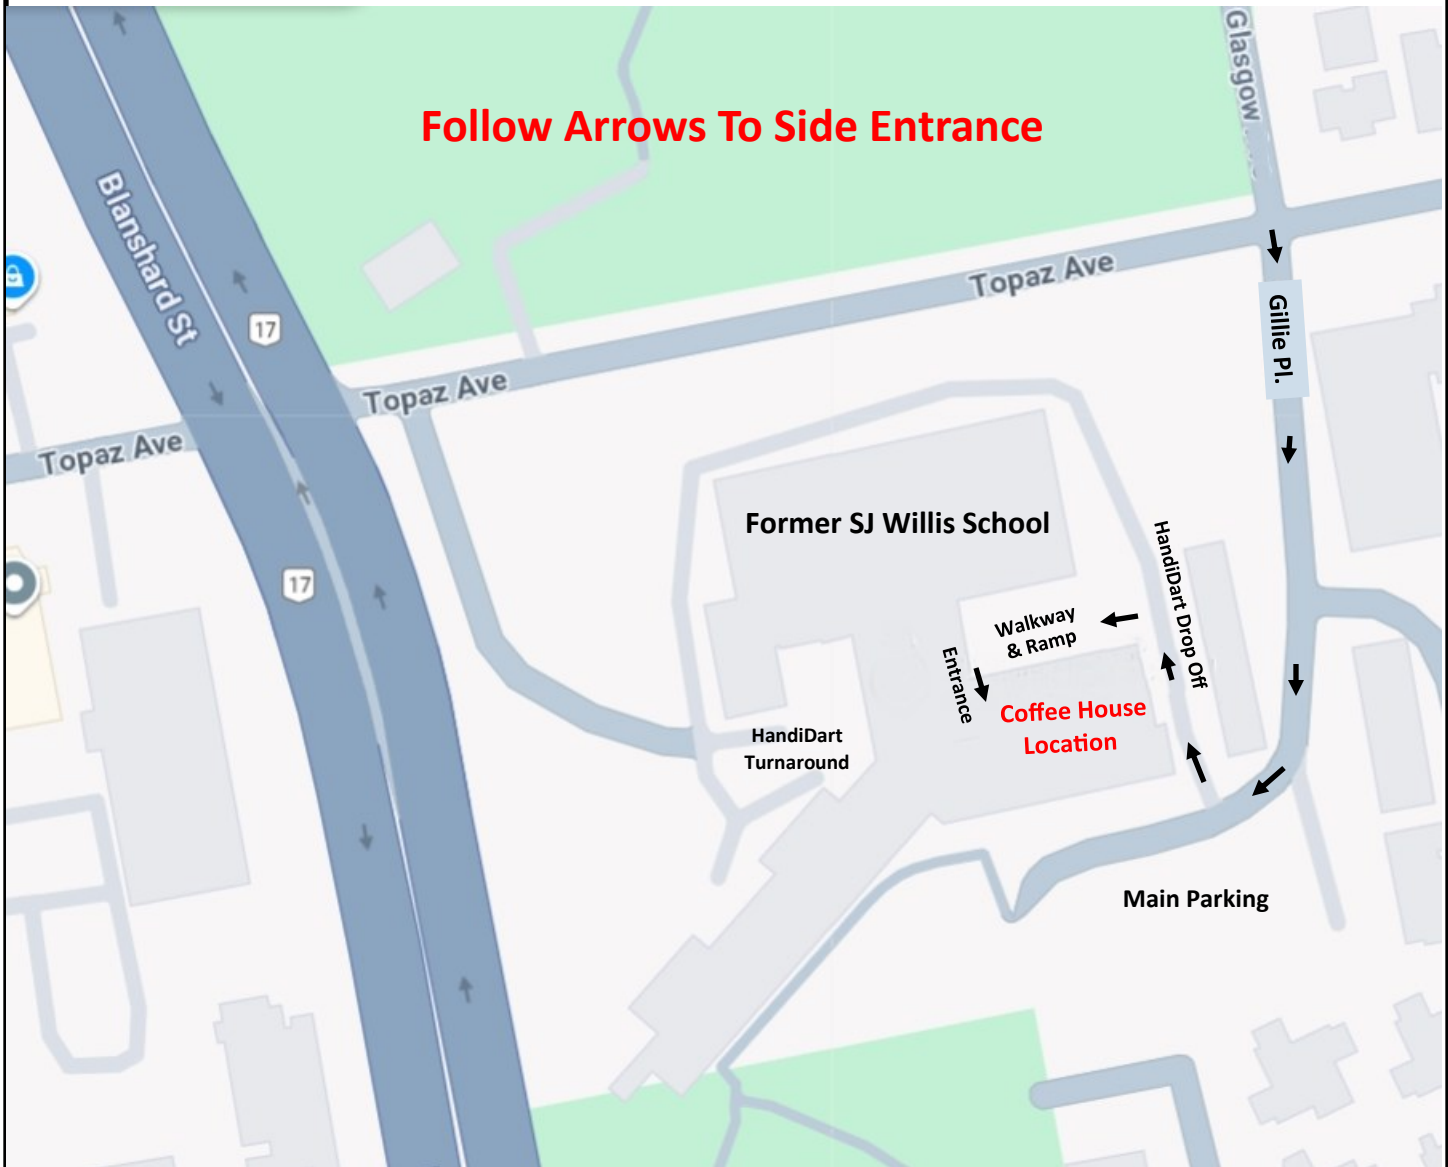 Glasgow
Follow Arrows To Side Entrance
Blanshard St
17
Topaz Ave
Gillie Pl.
Topaz Ave
Topaz Ave
Former SJ Willis School
HandiDart Drop Off
17
Walkway
& Ramp
Entrance
Coffee House
Location
HandiDart
Turnaround
Main Parking